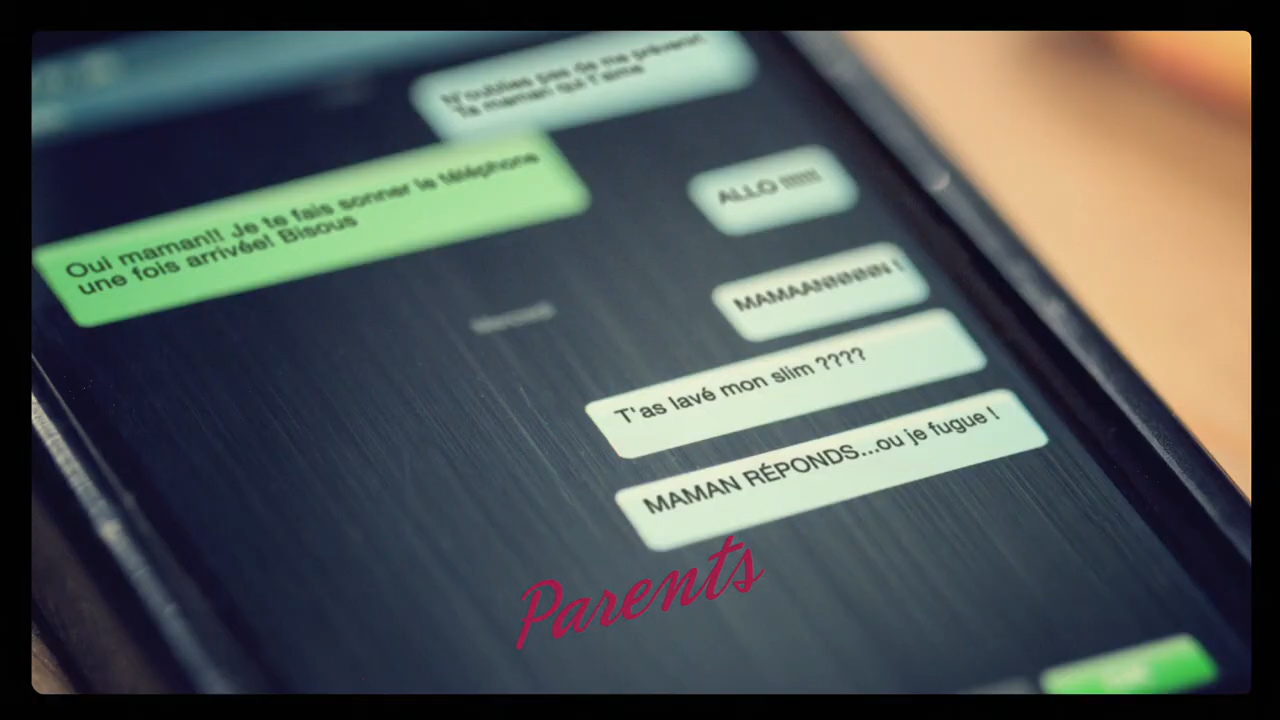 N'oublies pas de me prévenir
Ta maman qui t'aime
Oui maman!! Je te fais sonner le téléphone
une fois arrivée! Bisous
ALLO !!!!!!
MAMAANNNNN !
T'as lavé mon slim ????
MAMAN RÉPONDS...ou je fugue !
Parents